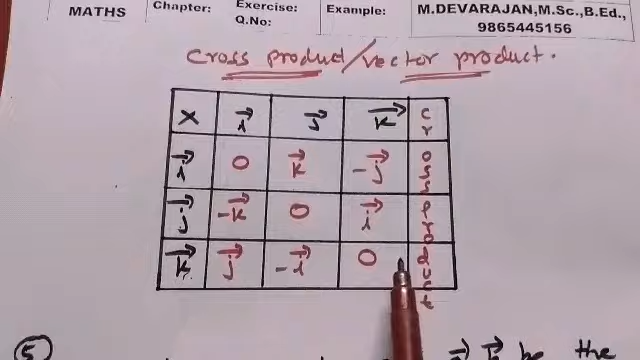 MATHS
Chapter:
Exercise:
Q.No:
Example:
M.DEVARAJAN,M.Sc.,B.Ed.,
9865445156
Cross product/vector product.
X i⃗ j⃗ k⃗
i⃗ 0 k⃗ -j⃗
j⃗ -k⃗ 0 i⃗
k⃗ j⃗ -i⃗ 0
cross product
5
be the